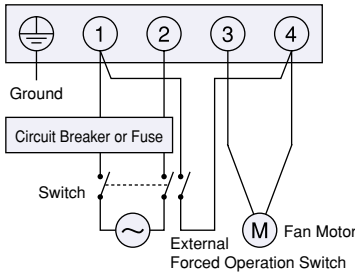 1 2 3 4
Ground
Circuit Breaker or Fuse
Switch
M Fan Motor
External
Forced Operation Switch